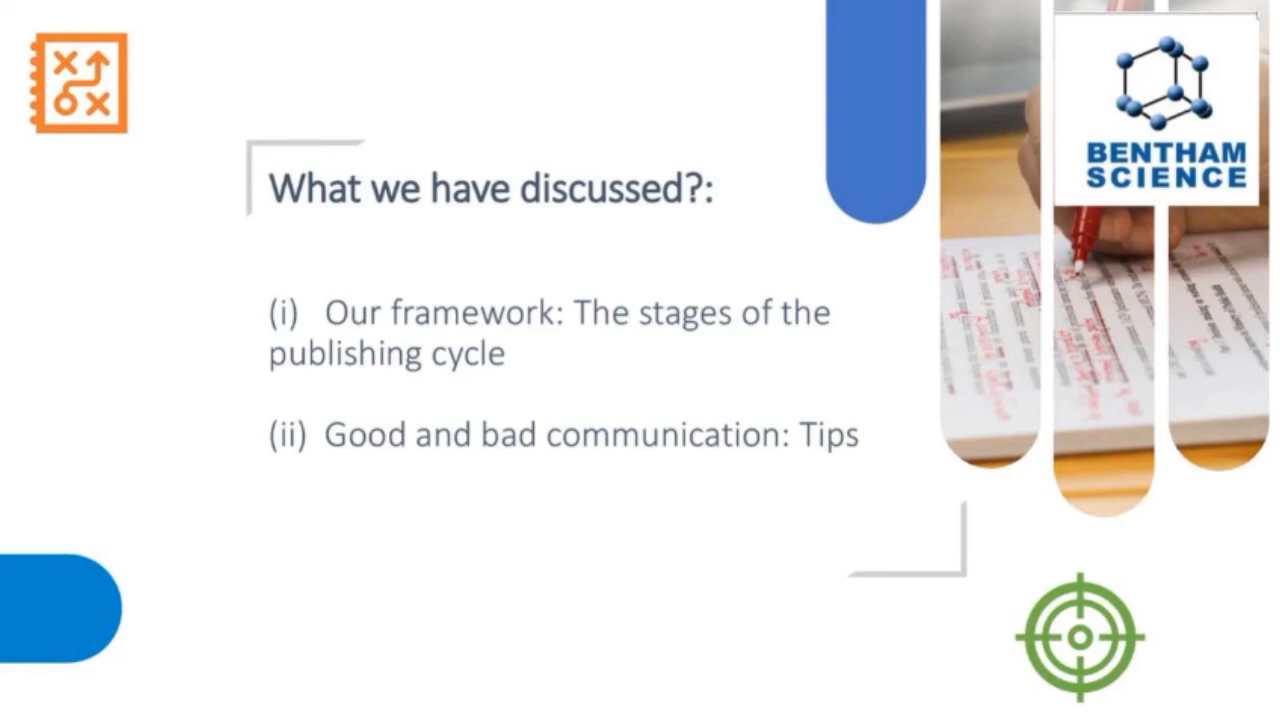 BENTHAM
SCIENCE
What we have discussed?:
(i) Our framework: The stages of the
publishing cycle
(ii) Good and bad communication: Tips